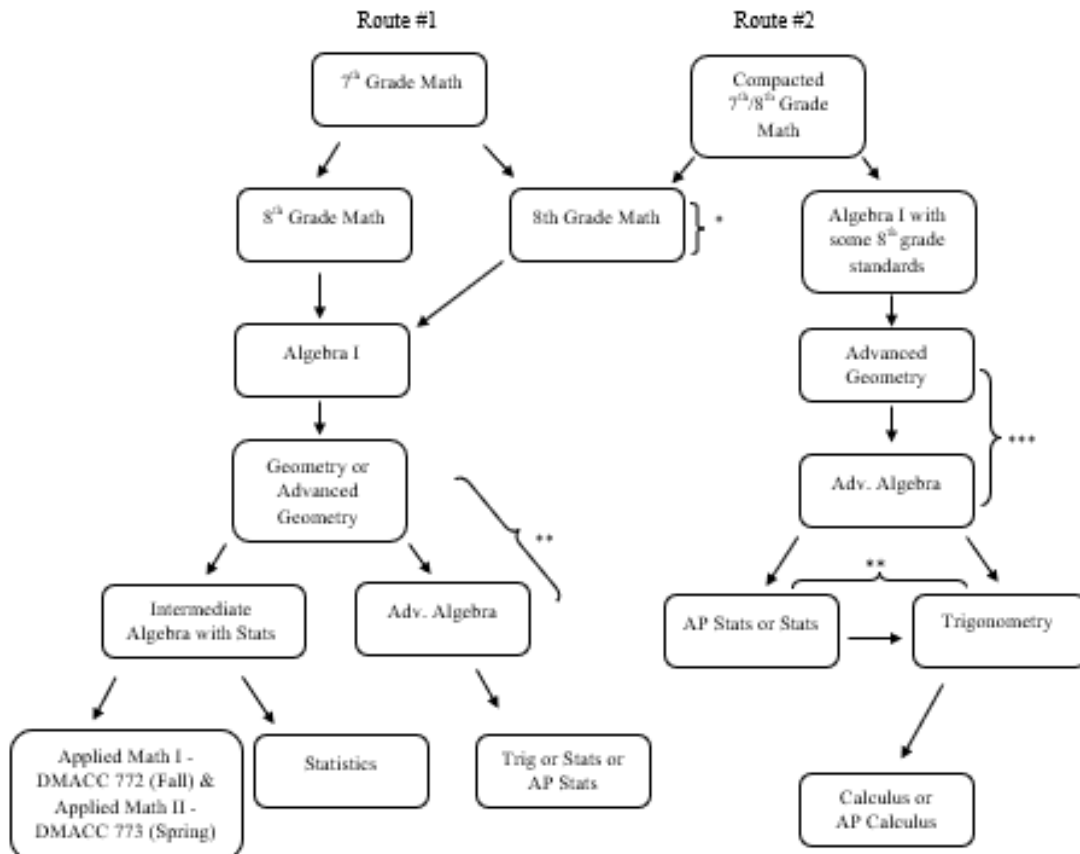 Route #1
Route #2
7th Grade Math
Compacted
7th/8th Grade
Math
8th Grade Math
8th Grade Math
*
Algebra I with
some 8th grade
standards
Algebra I
Advanced
Geometry
***
Geometry or
Advanced
Geometry
**
Adv. Algebra
**
Intermediate
Algebra with Stats
Adv. Algebra
AP Stats or Stats
Trigonometry
Applied Math I -
DMACC 772 (Fall) &
Applied Math II -
DMACC 773 (Spring)
Statistics
Trig or Stats or
AP Stats
Calculus or
AP Calculus